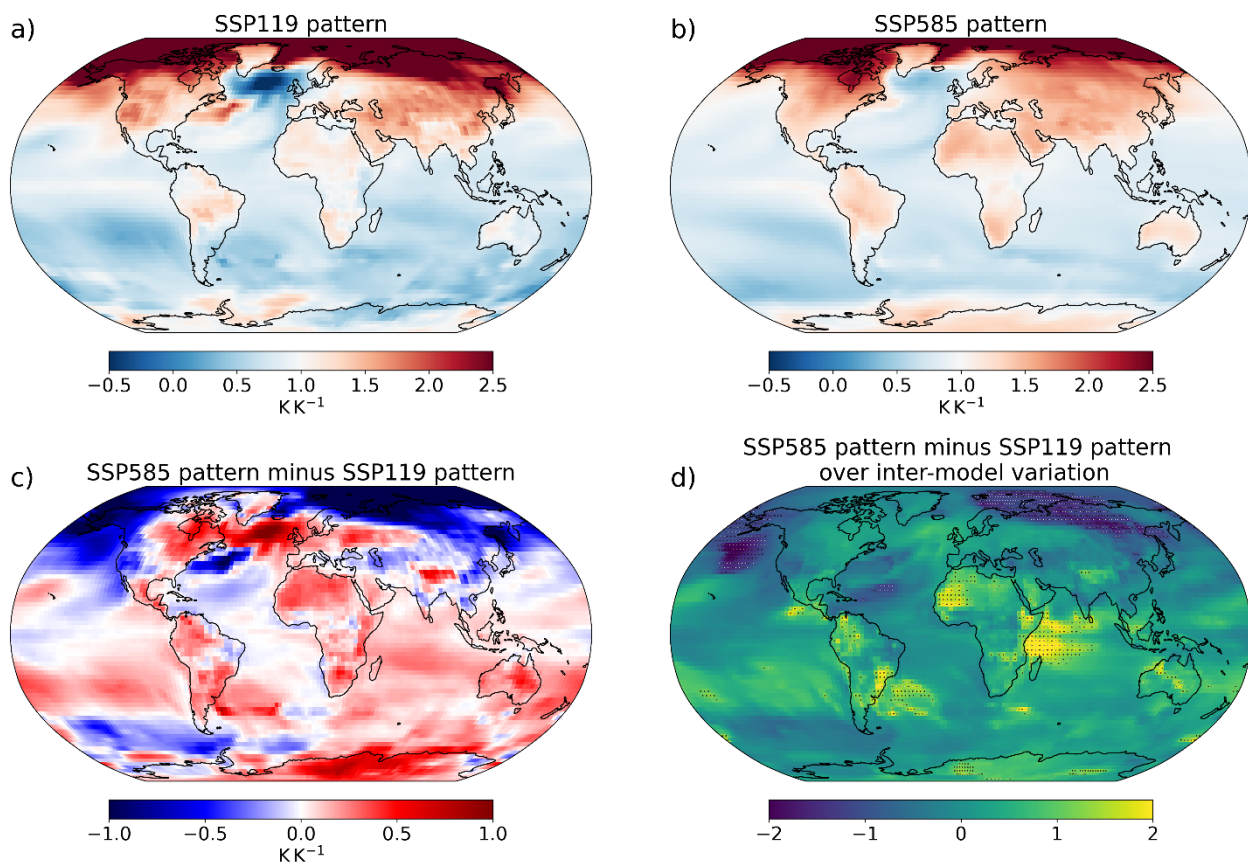 a)
SSP119 pattern
−0.5 0.0 0.5 1.0 1.5 2.0 2.5
K K⁻¹
b)
SSP585 pattern
−0.5 0.0 0.5 1.0 1.5 2.0 2.5
K K⁻¹
c)
SSP585 pattern minus SSP119 pattern
−1.0 −0.5 0.0 0.5 1.0
K K⁻¹
d)
SSP585 pattern minus SSP119 pattern
over inter-model variation
−2 −1 0 1 2